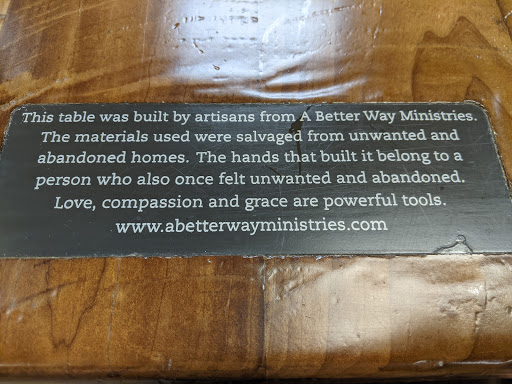 This table was built by artisans from A Better Way Ministries.
The materials used were salvaged from unwanted and
abandoned homes. The hands that built it belong to a
person who also once felt unwanted and abandoned.
Love, compassion and grace are powerful tools.
www.abetterwayministries.com